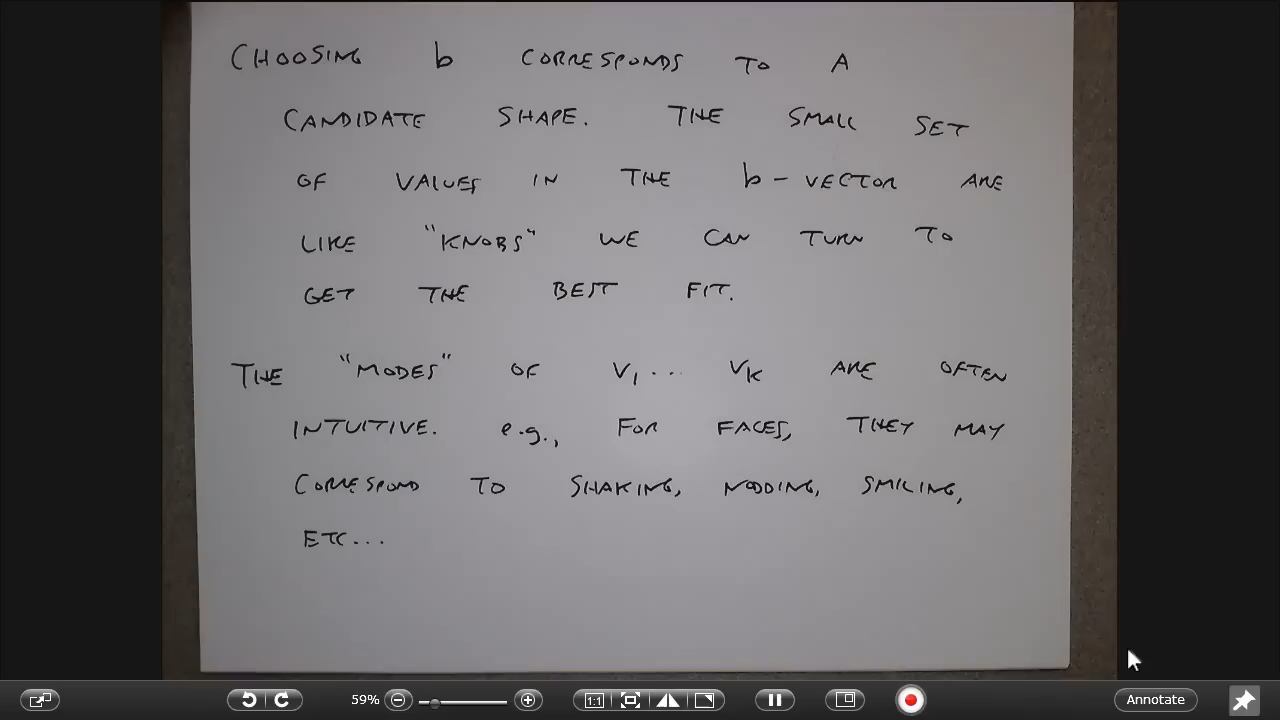 CHOOSING b CORRESPONDS TO A
CANDIDATE SHAPE. THE SMALL SET
OF VALUES IN THE b-VECTOR ARE
LIKE "KNOBS" WE CAN TURN TO
GET THE BEST FIT.
THE "MODES" OF V1... VK ARE OFTEN
INTUITIVE. e.g., FOR FACES, THEY MAY
CORRESPOND TO SHAKING, NODDING, SMILING,
ETC...
59% 1:1 Annotate